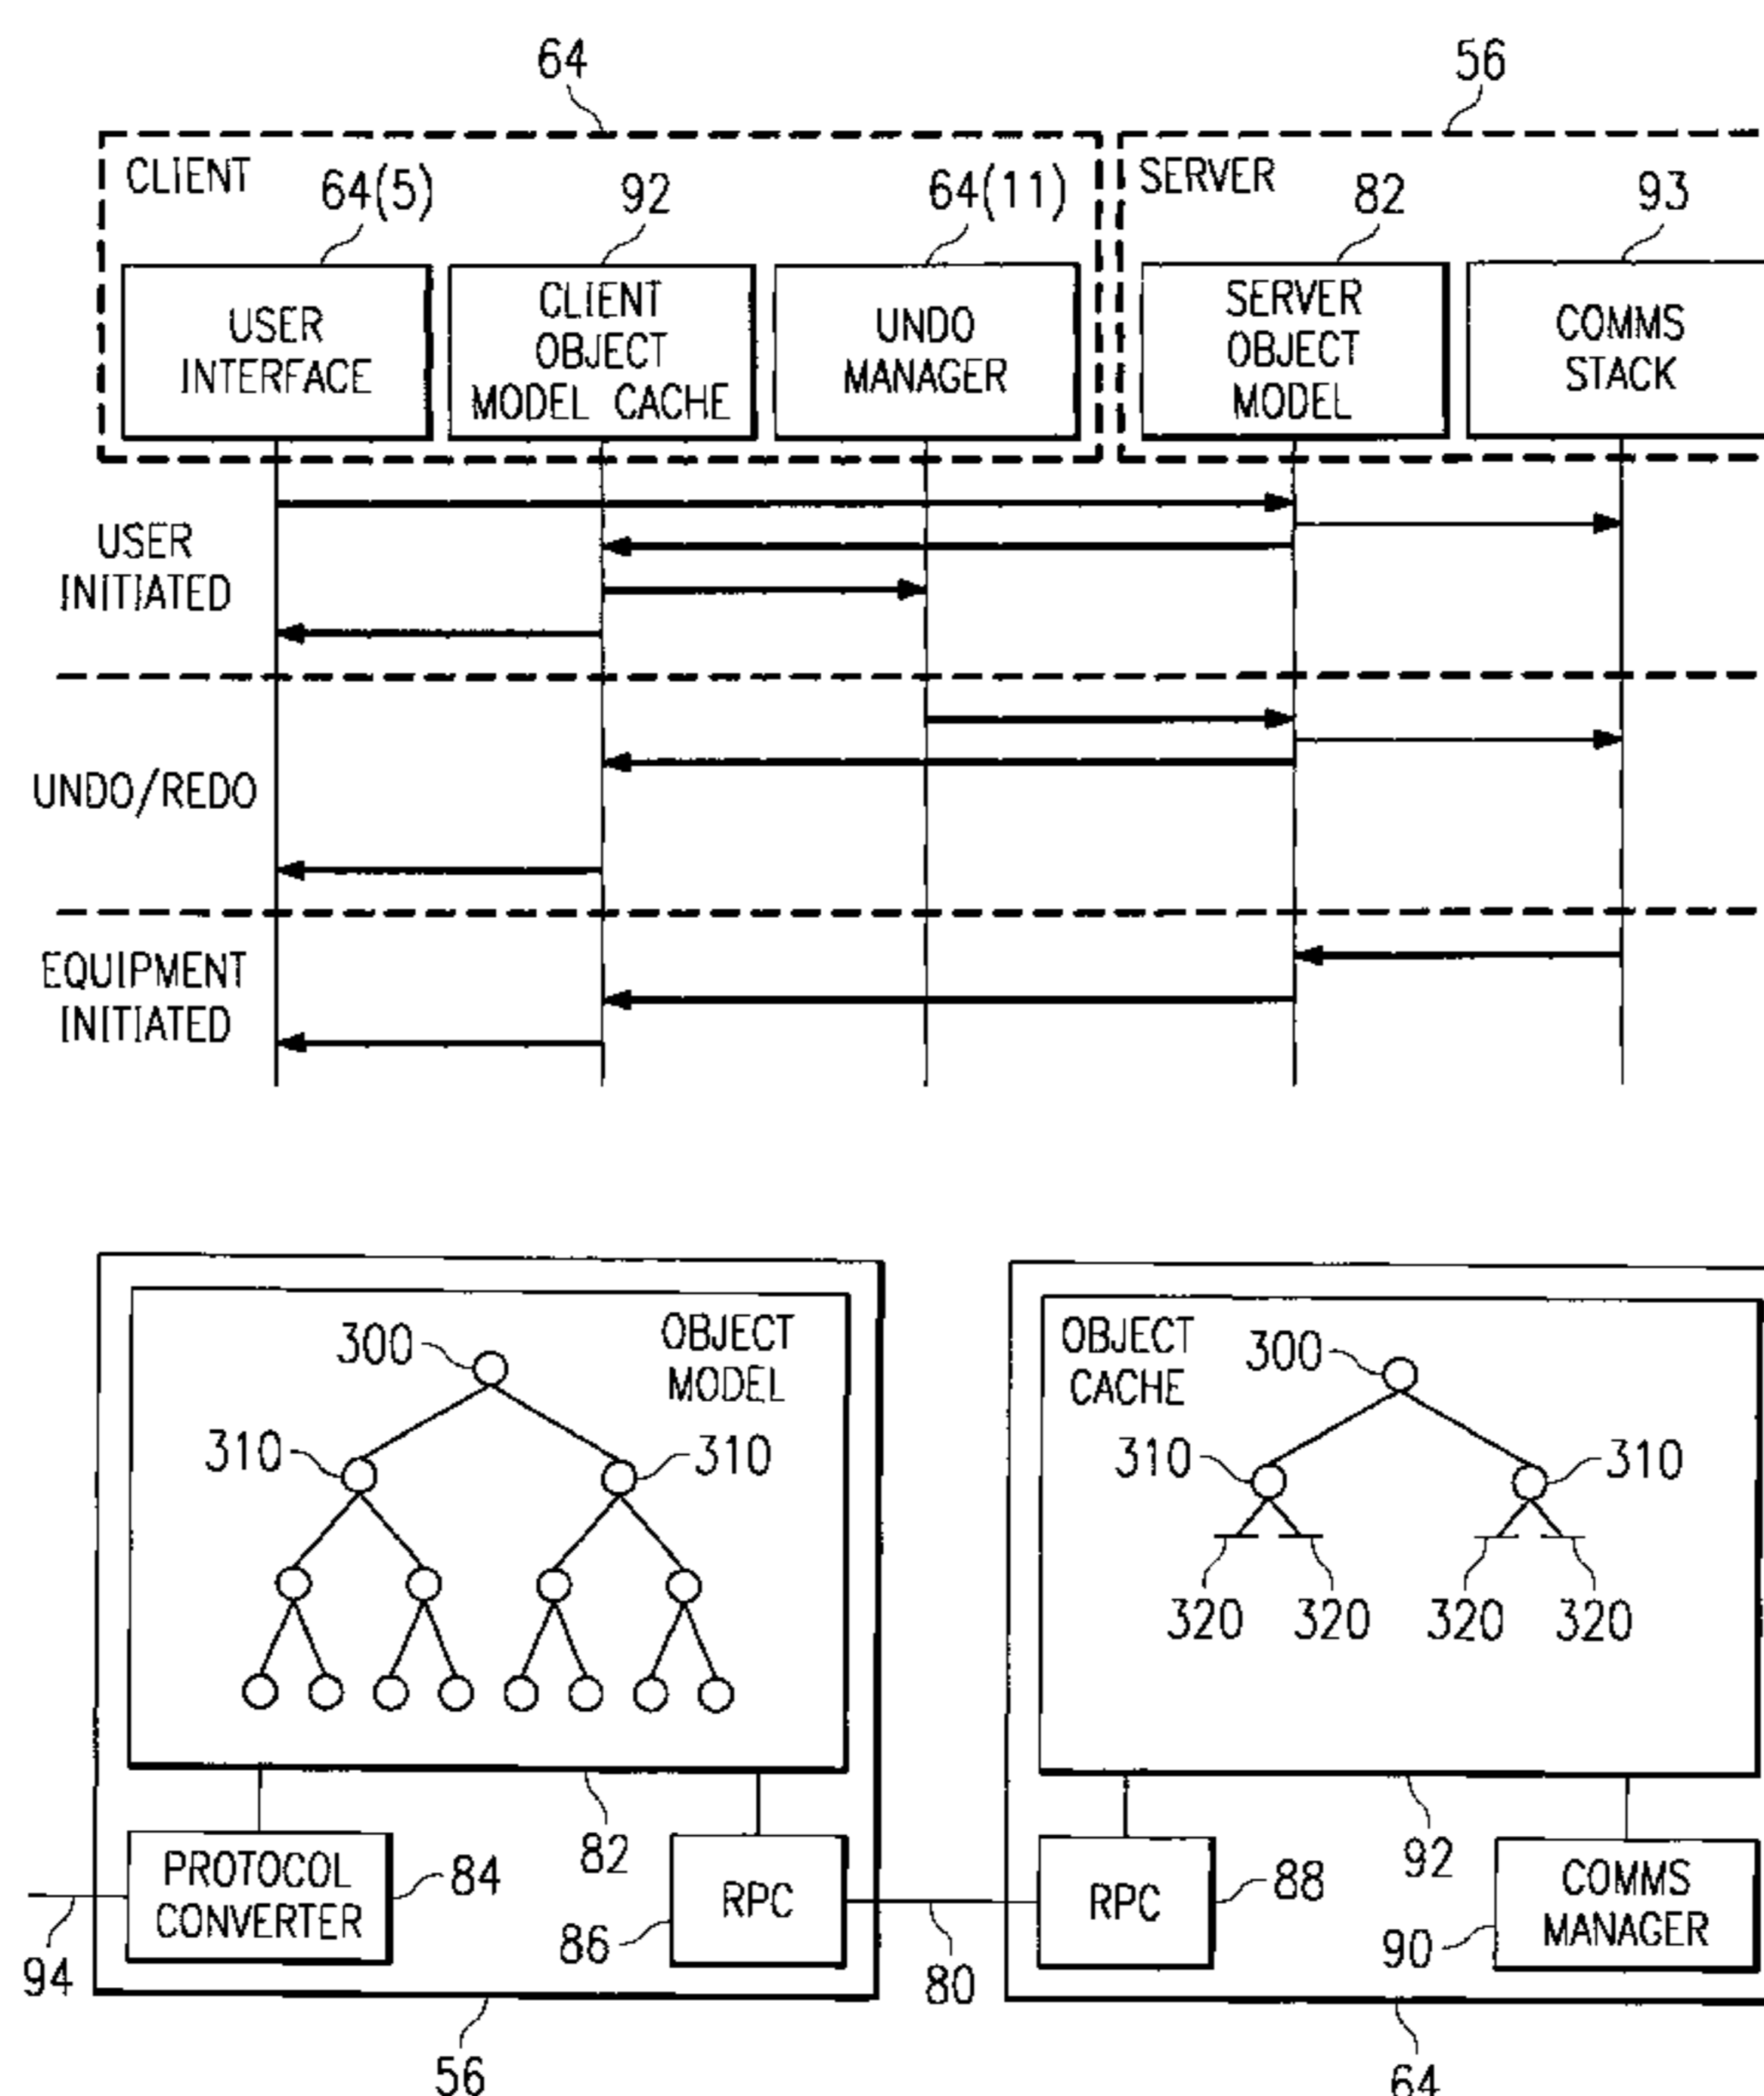 64
56
CLIENT
64(5)
92
64(11)
SERVER
82
93
USER
INTERFACE
CLIENT
OBJECT
MODEL CACHE
UNDO
MANAGER
SERVER
OBJECT
MODEL
COMMS
STACK
USER
INITIATED
UNDO/REDO
EQUIPMENT
INITIATED
OBJECT
MODEL
300
310
310
OBJECT
CACHE
300
310
310
320
320
320
320
PROTOCOL
CONVERTER
84
82
RPC
86
94
80
56
RPC
88
92
COMMS
MANAGER
90
64